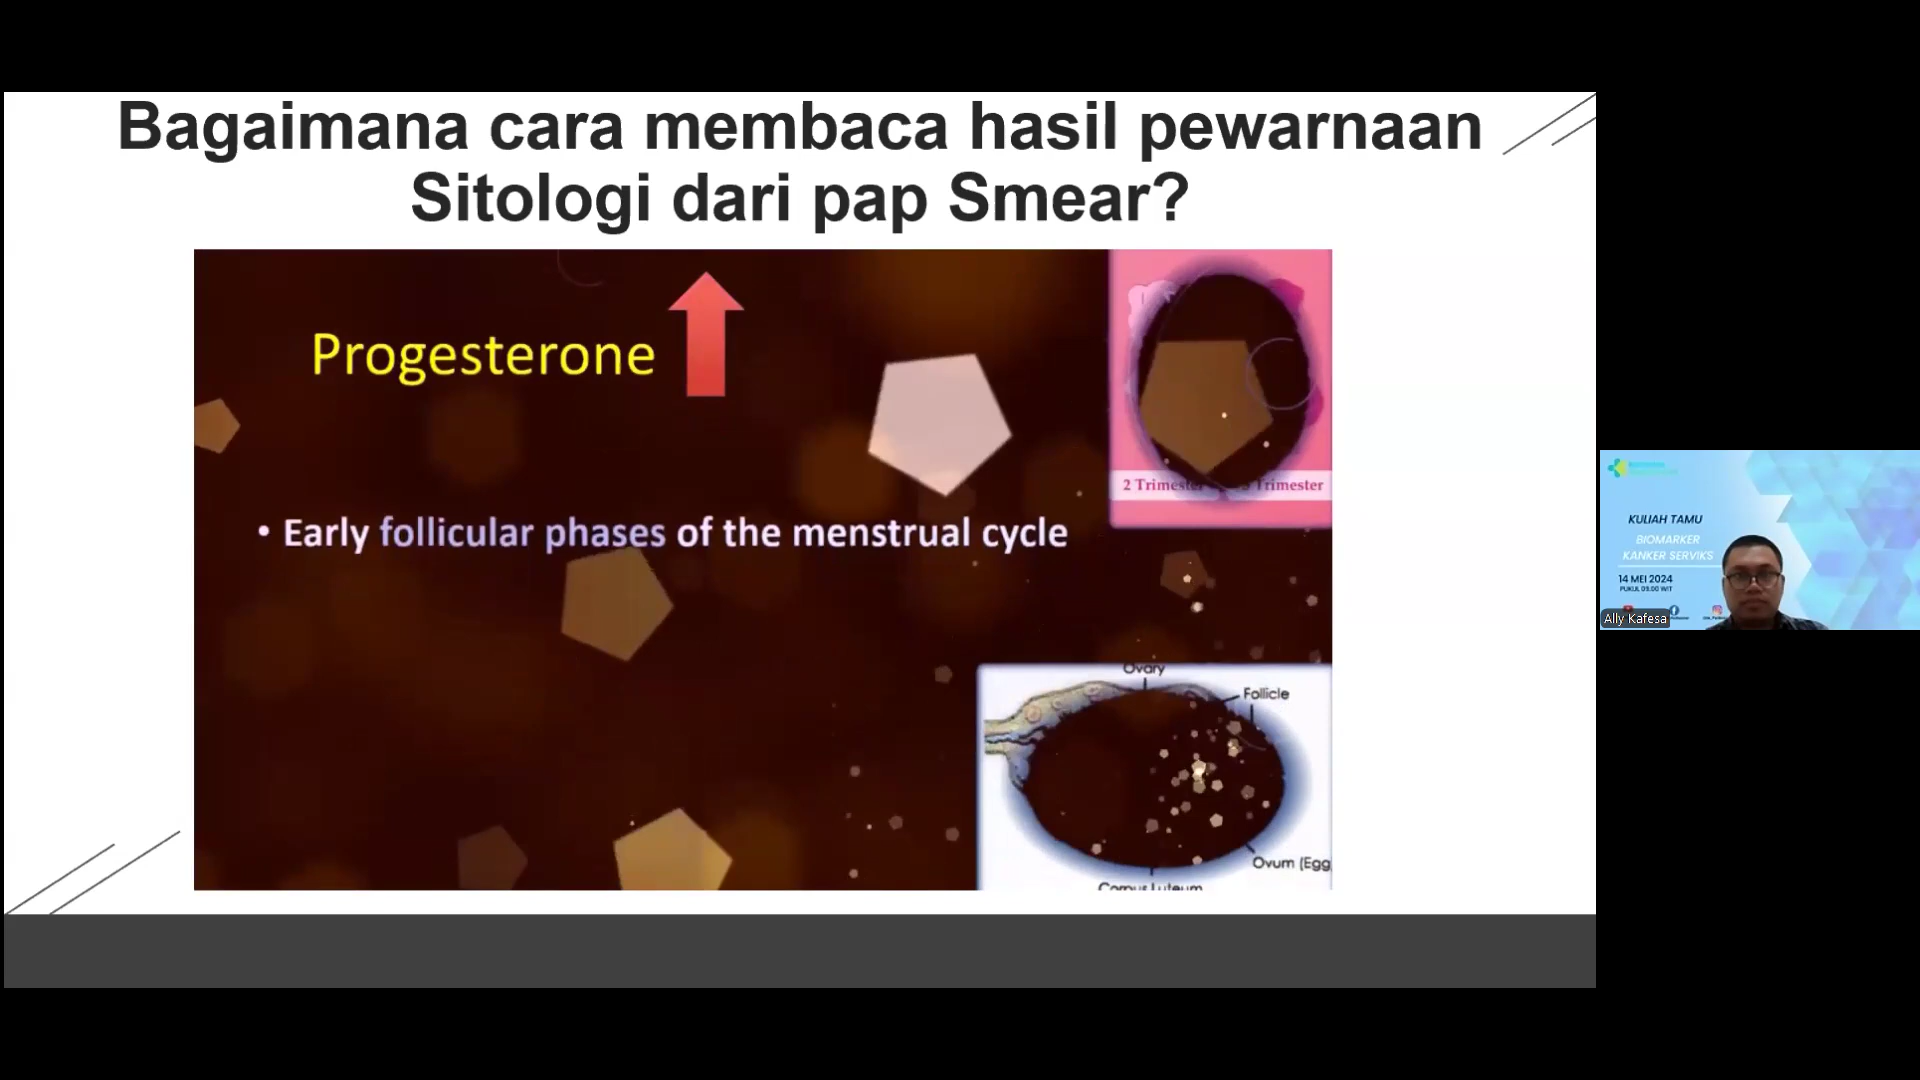 Bagaimana cara membaca hasil pewarnaan
Sitologi dari pap Smear?
Progesterone
2 Trimester
Trimester
• Early follicular phases of the menstrual cycle
Ovary
Follicle
Ovum (Egg
Corpus Luteum
KULIAH TAMU
BIOMARKER
KANKER SERVIKS
14 MEI 2024
PUKUL 09.00 WIT
Ally Kafesa